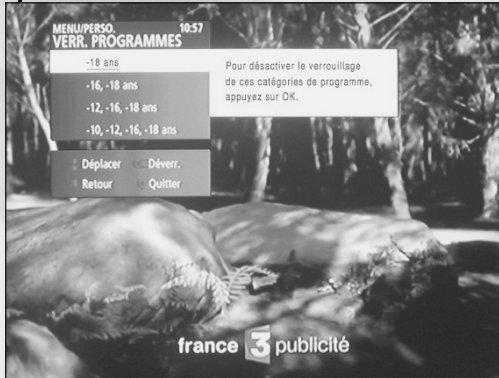 MENU/PERSO. 10:57
VERR. PROGRAMMES
-18 ans
-16, -18 ans
-12, -16, -18 ans
-10, -12, -16, -18 ans
Pour désactiver le verrouillage
de ces catégories de programme,
appuyez sur OK.
Déplacer Déverr.
Retour Quitter
france 3 publicité